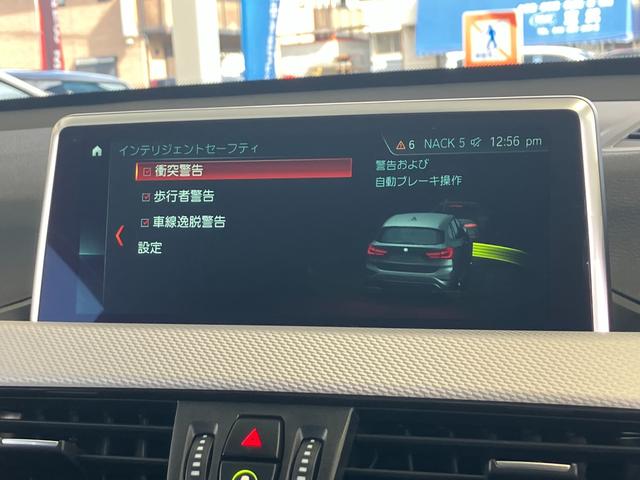 インテリジェントセーフティ
6 NACK 5 12:56 pm
衝突警告
歩行者警告
車線逸脱警告
設定
警告および
自動ブレーキ操作